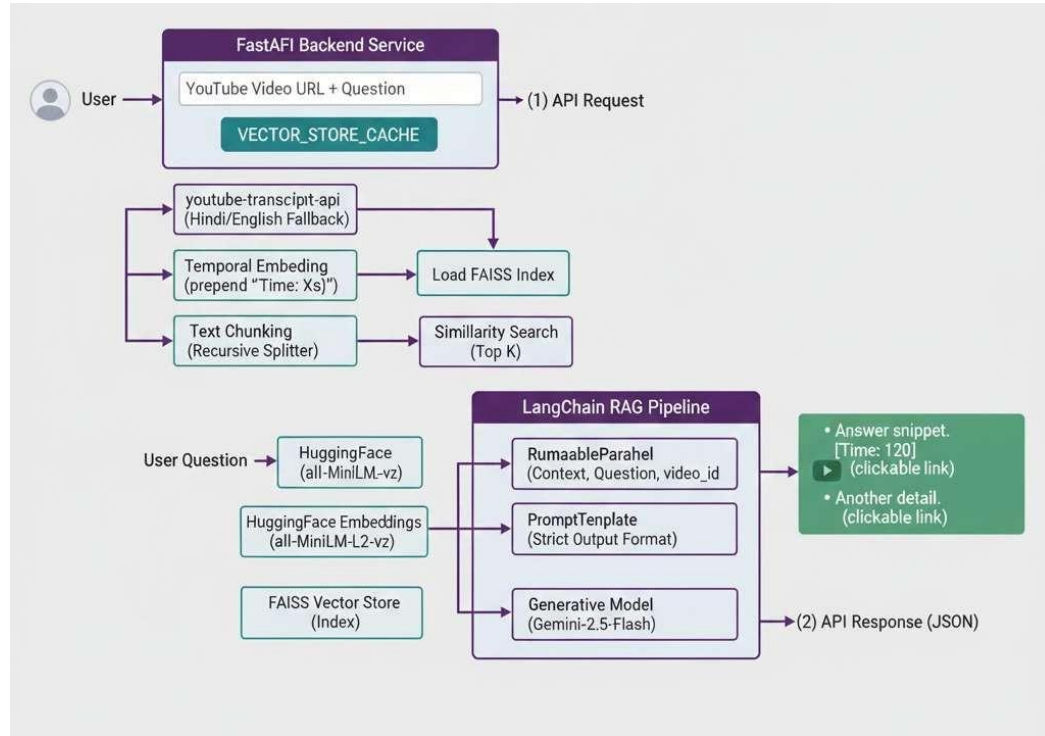 FastAFI Backend Service
User
YouTube Video URL + Question
(1) API Request
VECTOR_STORE_CACHE
youtube-transcipt-api
(Hindi/English Fallback)
Temporal Embeding
(prepend "Time: Xs)")
Load FAISS Index
Text Chunking
(Recursive Splitter)
Simillarity Search
(Top K)
LangChain RAG Pipeline
User Question
HuggingFace
(all-MiniLM-vz)
RumaableParahel
(Context, Question, video_id
• Answer snippet.
[Time: 120]
(clickable link)
• Another detail.
(clickable link)
HuggingFace Embeddings
(all-MiniLM-L2-vz)
PromptTenplate
(Strict Output Format)
FAISS Vector Store
(Index)
Generative Model
(Gemini-2.5-Flash)
(2) API Response (JSON)